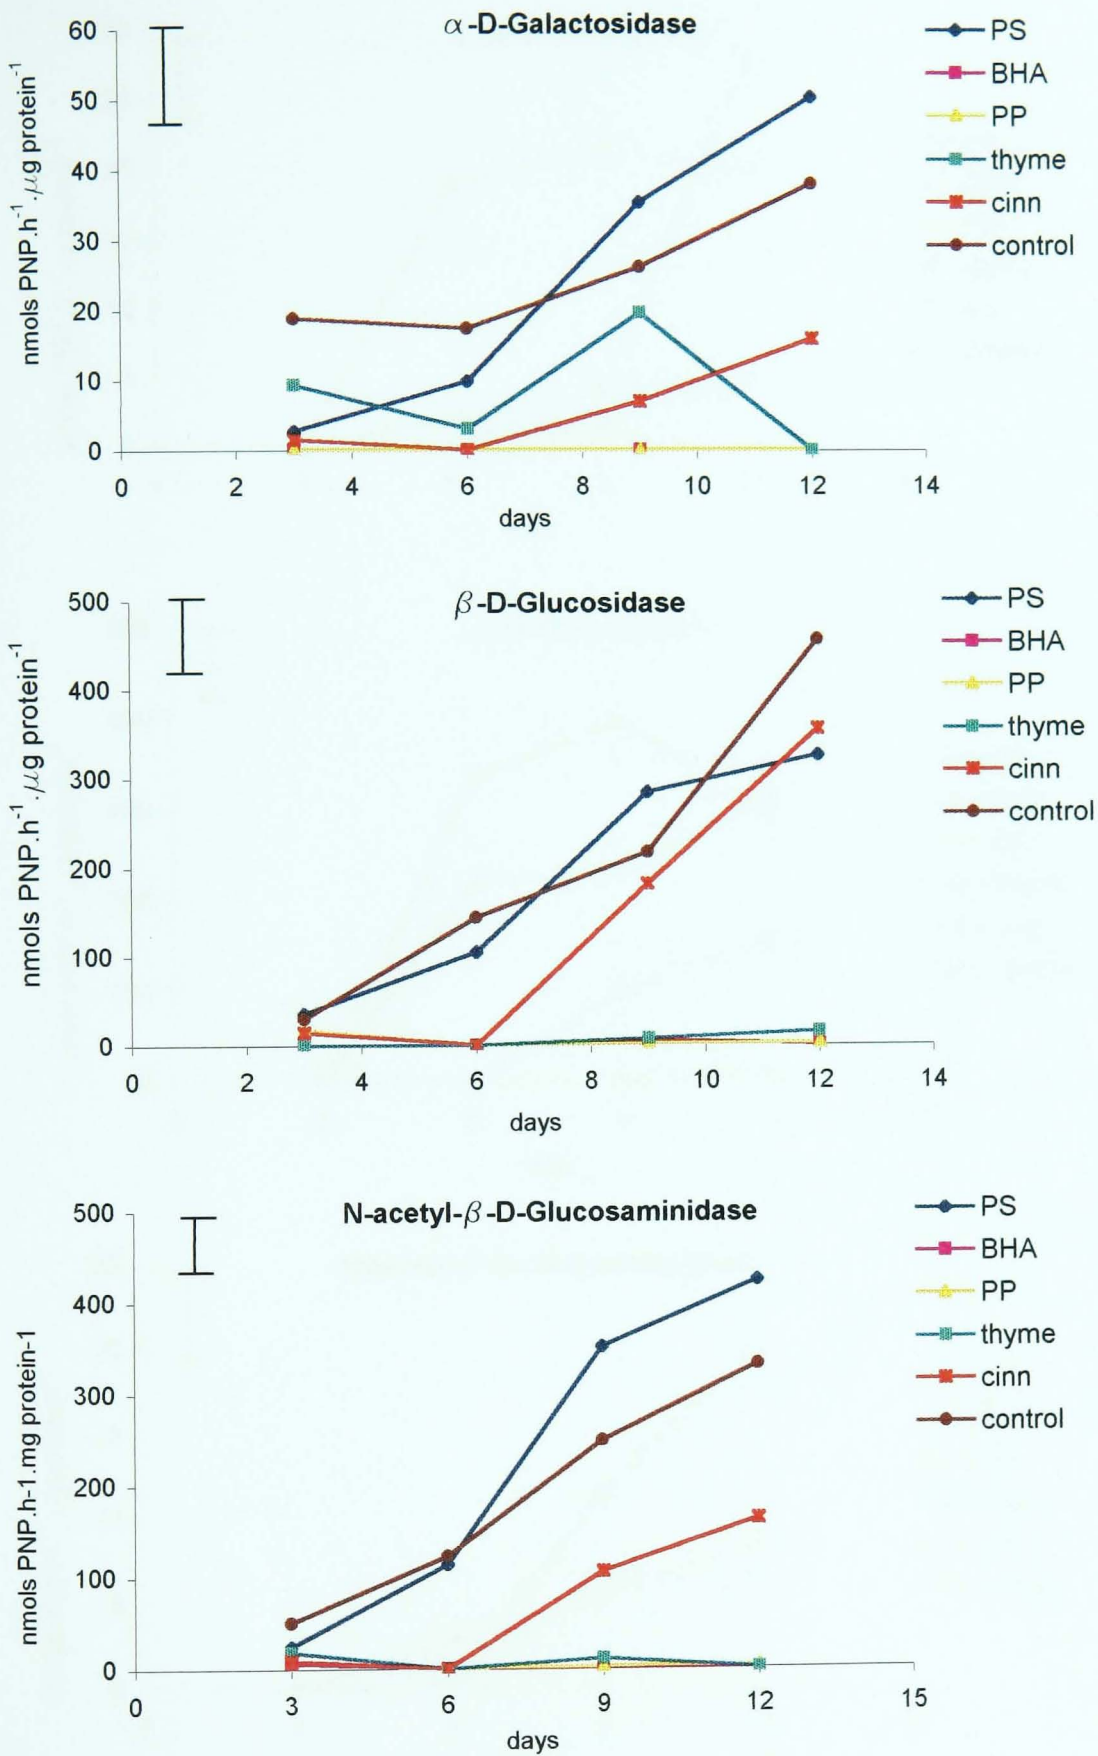 α-D-Galactosidase
nmols PNP.h⁻¹.µg protein⁻¹
60
50
40
30
20
10
0
0 2 4 6 8 10 12 14
days
PS
BHA
PP
thyme
cinn
control
β-D-Glucosidase
nmols PNP.h⁻¹.µg protein⁻¹
500
400
300
200
100
0
0 2 4 6 8 10 12 14
days
PS
BHA
PP
thyme
cinn
control
N-acetyl-β-D-Glucosaminidase
nmols PNP.h-1.mg protein-1
500
400
300
200
100
0
0 3 6 9 12 15
days
PS
BHA
PP
thyme
cinn
control